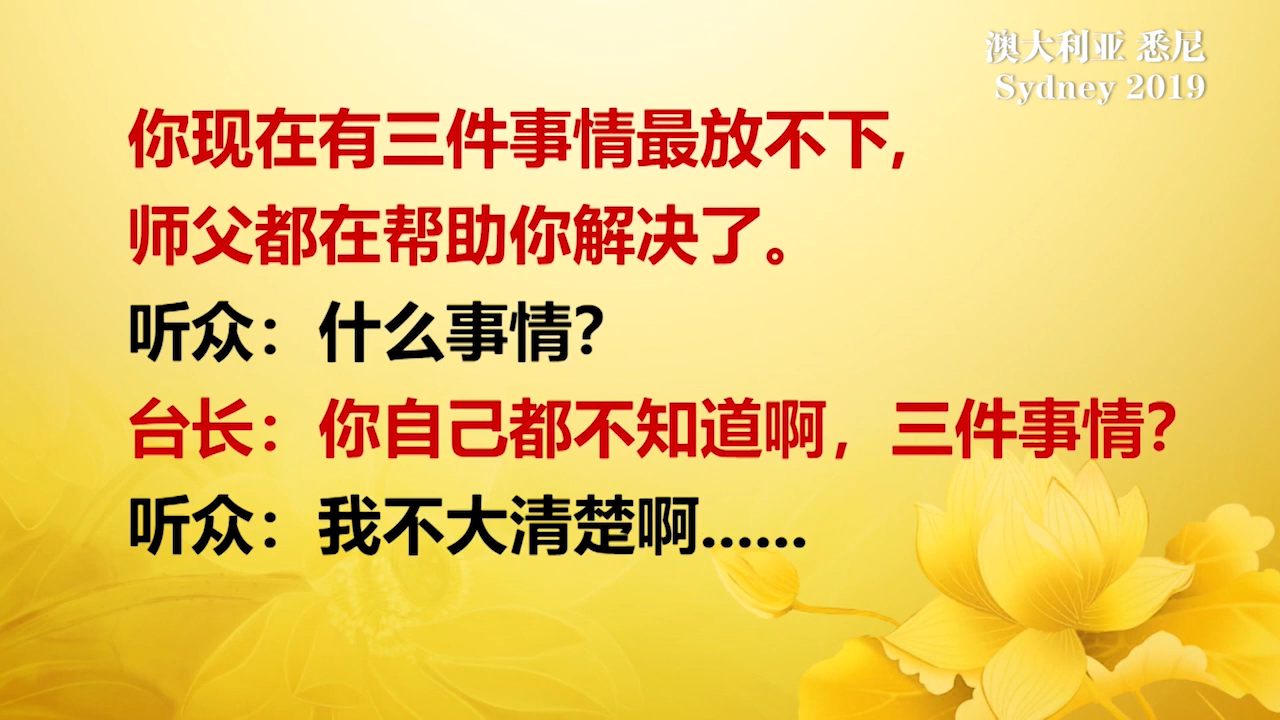 澳大利亚 悉尼
Sydney 2019
你现在有三件事情最放不下,
师父都在帮助你解决了。
听众：什么事情?
台长：你自己都不知道啊，三件事情?
听众：我不大清楚啊......